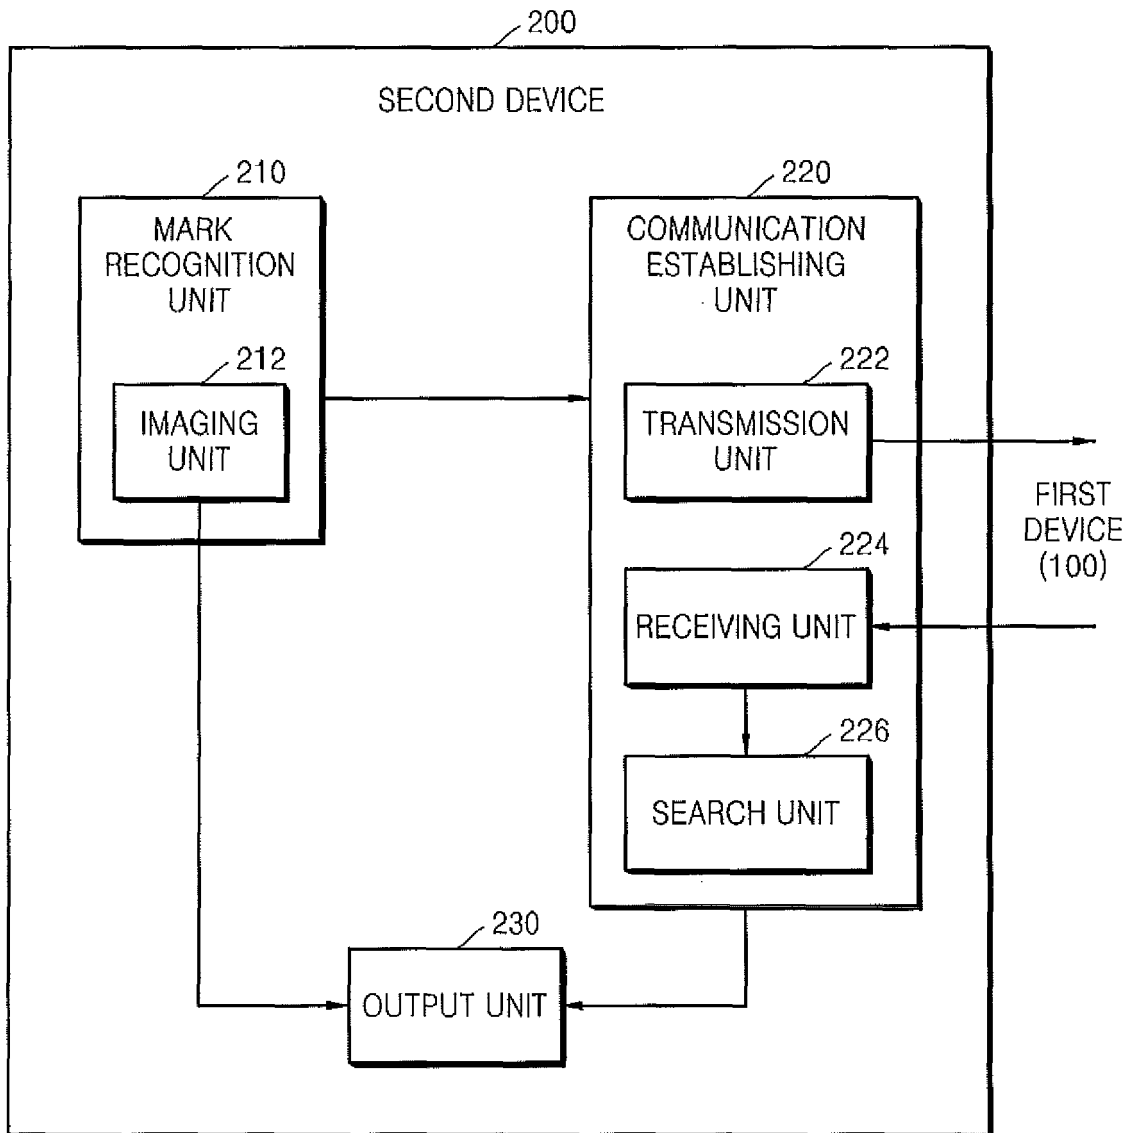 200
SECOND DEVICE
210
MARK
RECOGNITION
UNIT
212
IMAGING
UNIT
220
COMMUNICATION
ESTABLISHING
UNIT
222
TRANSMISSION
UNIT
FIRST
DEVICE
(100)
224
RECEIVING UNIT
226
SEARCH UNIT
230
OUTPUT UNIT